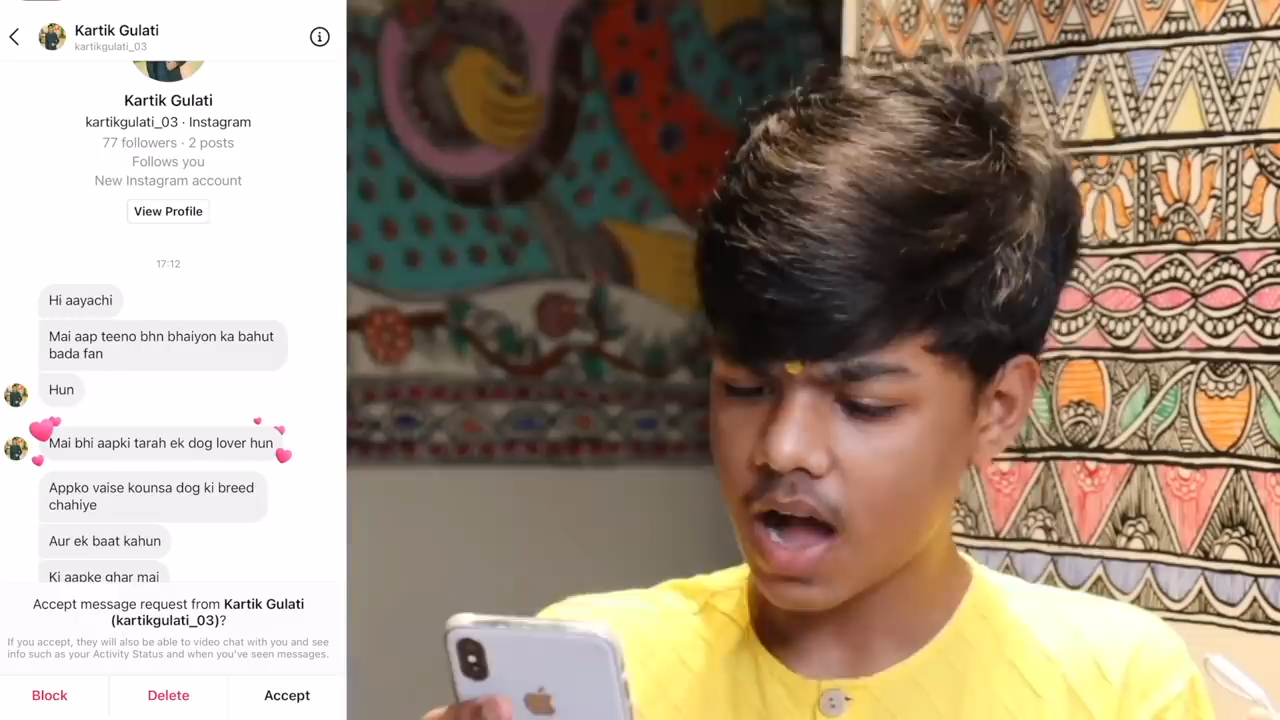 Kartik Gulati
kartikgulati_03
Kartik Gulati
kartikgulati_03 · Instagram
77 followers · 2 posts
Follows you
New Instagram account
View Profile
17:12
Hi aayachi
Mai aap teeno bhn bhaiyon ka bahut
bada fan
Hun
Mai bhi aapki tarah ek dog lover hun
Appko vaise kounsa dog ki breed
chahiye
Aur ek baat kahun
Ki aapke ghar mai
Accept message request from Kartik Gulati
(kartikgulati_03)?
If you accept, they will also be able to video chat with you and see
info such as your Activity Status and when you've seen messages.
Block
Delete
Accept